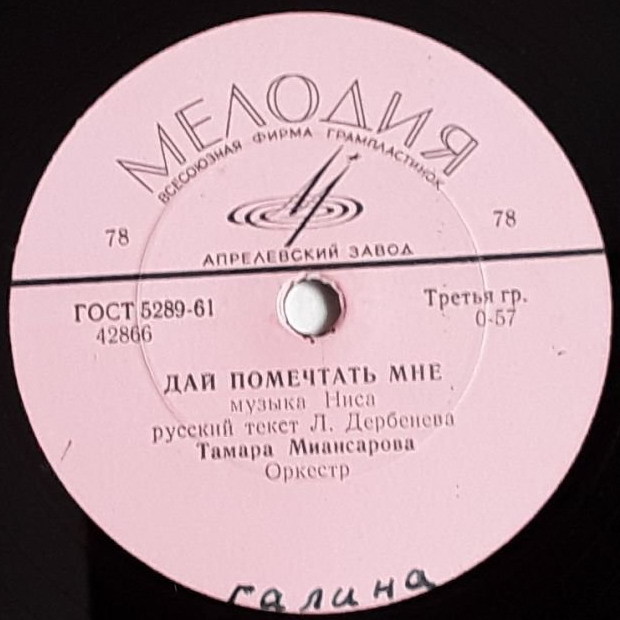 МЕЛОДИЯ
ВСЕСОЮЗНАЯ ФИРМА ГРАМПЛАСТИНОК
78 78
АПРЕЛЕВСКИЙ ЗАВОД
ГОСТ 5289-61 Третья гр.
42866 0-57
ДАЙ ПОМЕЧТАТЬ МНЕ
музыка Ниса
русский текст Л. Дербенева
Тамара Миансарова
Оркестр
галина